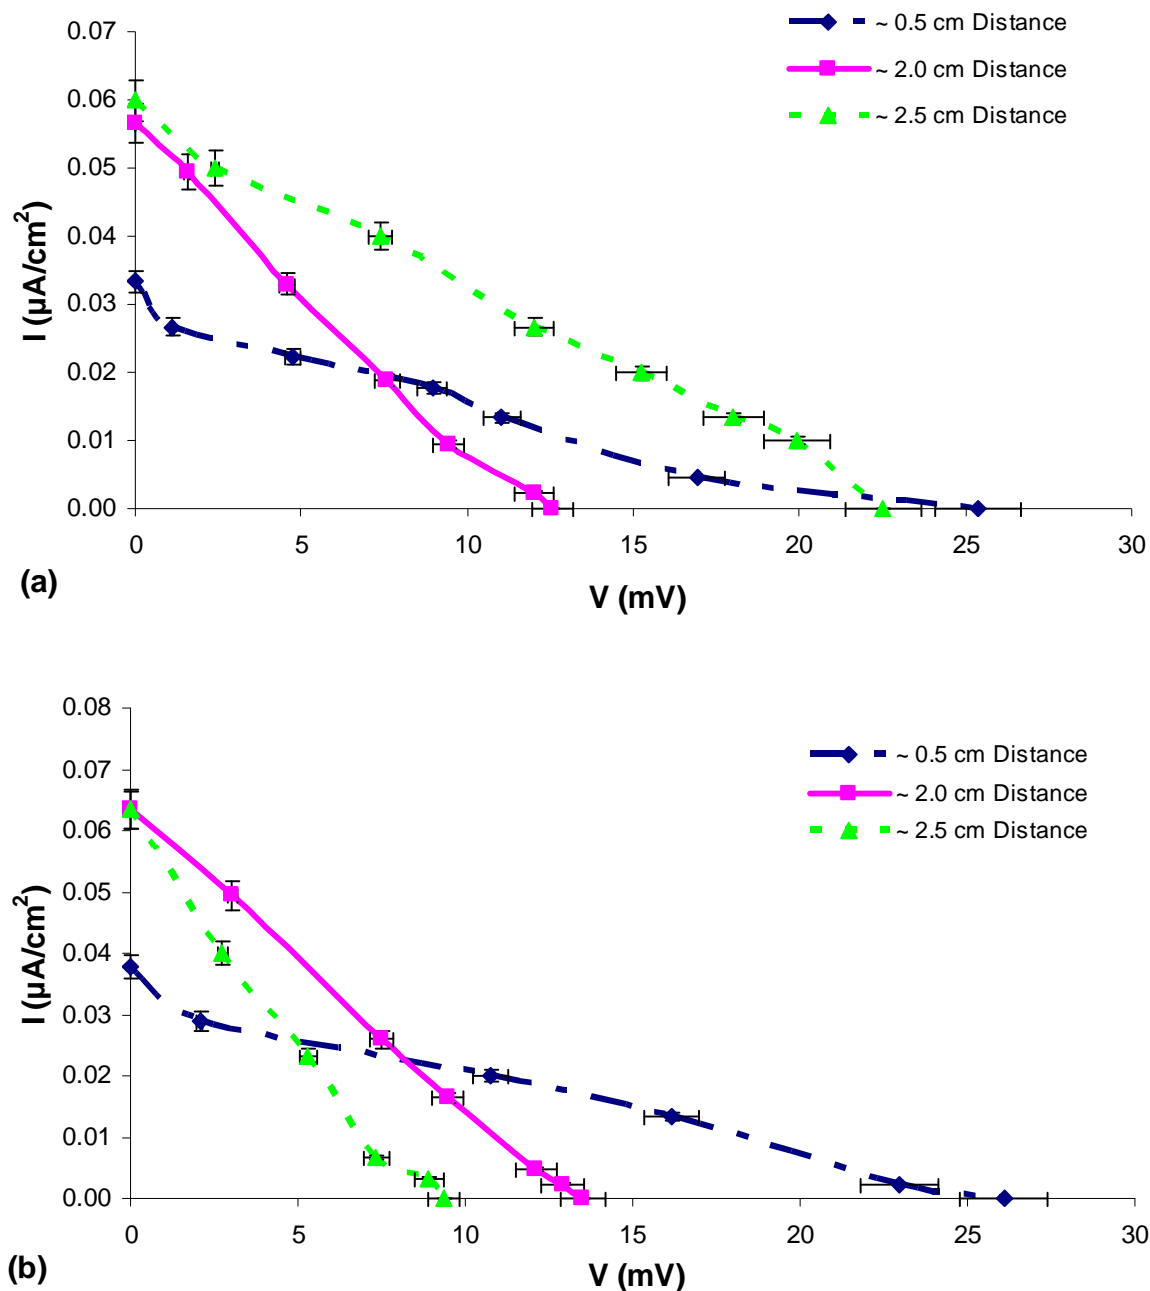 0.07
0.06
0.05
0.04
0.03
0.02
0.01
0.00
I (µA/cm²)
~ 0.5 cm Distance
~ 2.0 cm Distance
~ 2.5 cm Distance
0 5 10 15 20 25 30
(a)
V (mV)
0.08
0.07
0.06
0.05
0.04
0.03
0.02
0.01
0.00
I (µA/cm²)
~ 0.5 cm Distance
~ 2.0 cm Distance
~ 2.5 cm Distance
0 5 10 15 20 25 30
(b)
V (mV)